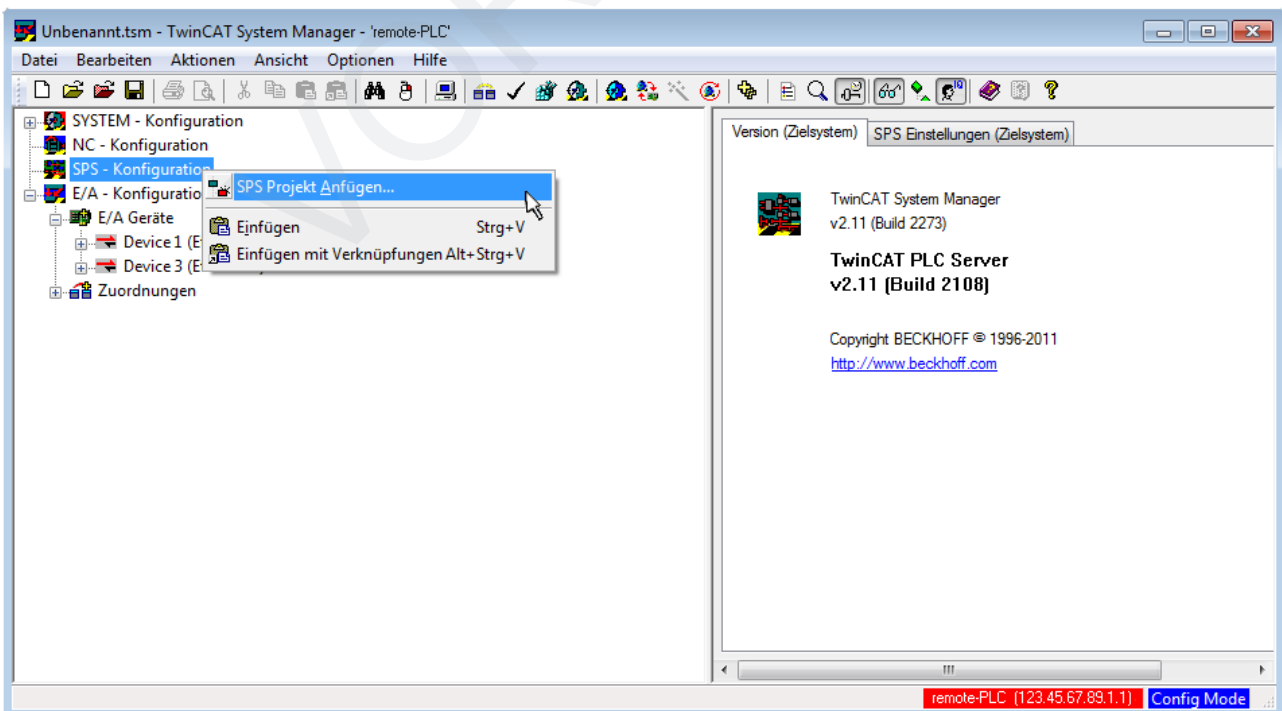 Unbenannt.tsm - TwinCAT System Manager - 'remote-PLC'
Datei Bearbeiten Aktionen Ansicht Optionen Hilfe
SYSTEM - Konfiguration
NC - Konfiguration
SPS - Konfiguration
E/A - Konfiguratio
E/A Geräte
Device 1 (E
Device 3 (E
Zuordnungen
SPS Projekt Anfügen...
Einfügen Strg+V
Einfügen mit Verknüpfungen Alt+Strg+V
Version (Zielsystem) SPS Einstellungen (Zielsystem)
TwinCAT System Manager
v2.11 (Build 2273)
TwinCAT PLC Server
v2.11 (Build 2108)
Copyright BECKHOFF © 1996-2011
http://www.beckhoff.com
remote-PLC (123.45.67.89.1.1) Config Mode